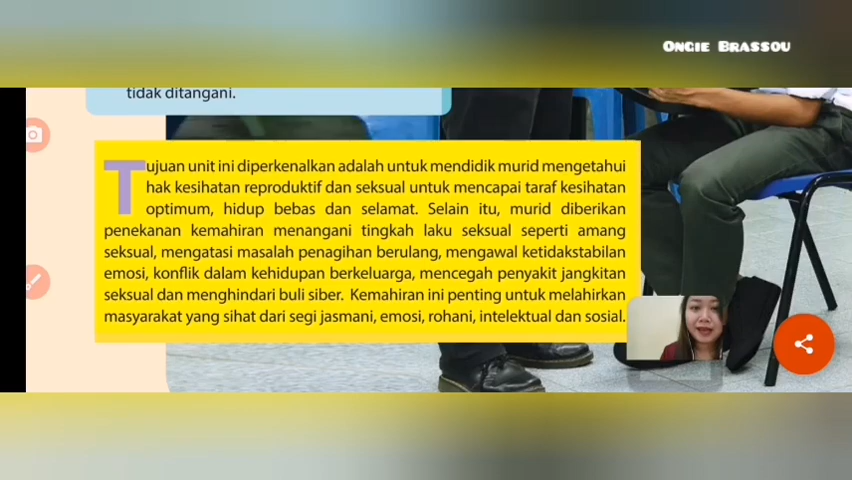 ONGIE BRASSOU
tidak ditangani.
Tujuan unit ini diperkenalkan adalah untuk mendidik murid mengetahui
hak kesihatan reproduktif dan seksual untuk mencapai taraf kesihatan
optimum, hidup bebas dan selamat. Selain itu, murid diberikan
penekanan kemahiran menangani tingkah laku seksual seperti amang
seksual, mengatasi masalah penagihan berulang, mengawal ketidakstabilan
emosi, konflik dalam kehidupan berkeluarga, mencegah penyakit jangkitan
seksual dan menghindari buli siber. Kemahiran ini penting untuk melahirkan
masyarakat yang sihat dari segi jasmani, emosi, rohani, intelektual dan sosial.